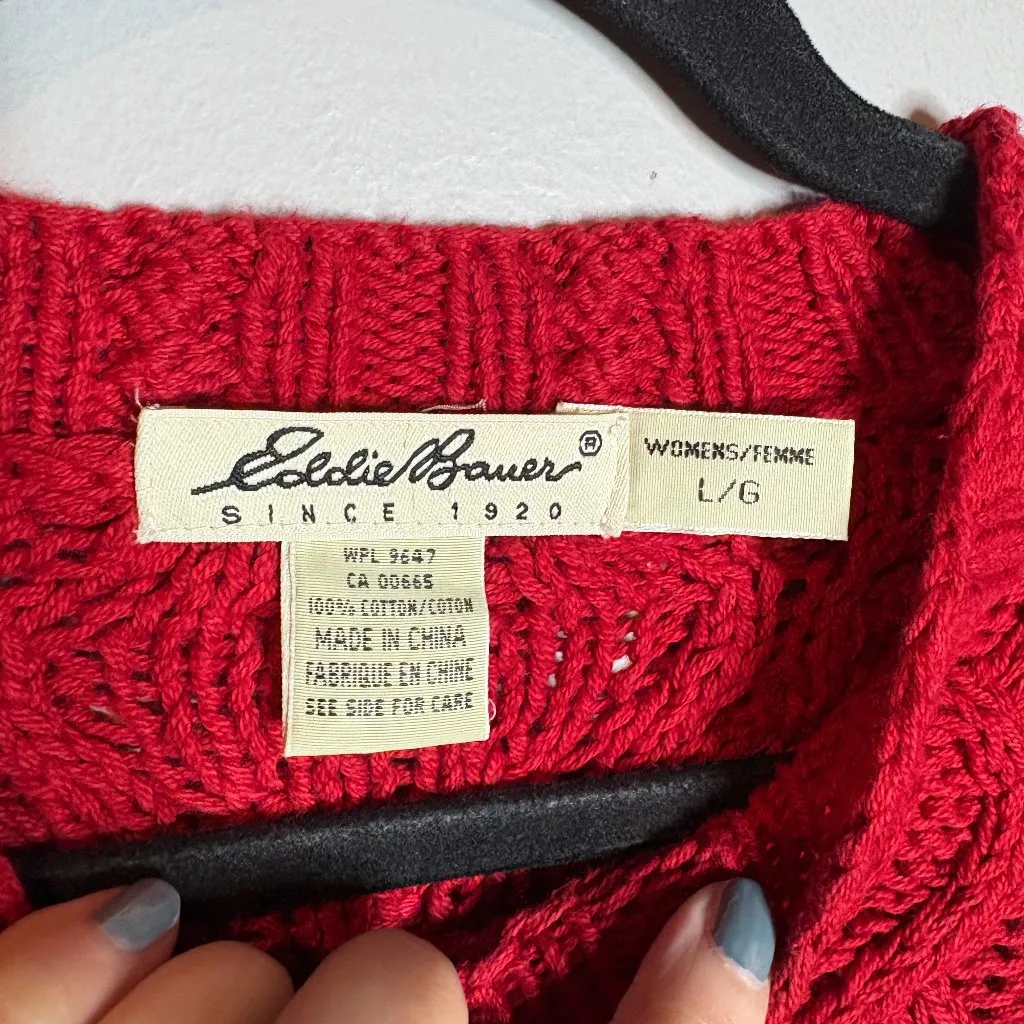 Eddie Bauer®
SINCE 1920
WOMENS/FEMME
L/G
WPL 9647
CA 00665
100% COTTON/COTON
MADE IN CHINA
FABRIQUE EN CHINE
SEE SIDE FOR CARE